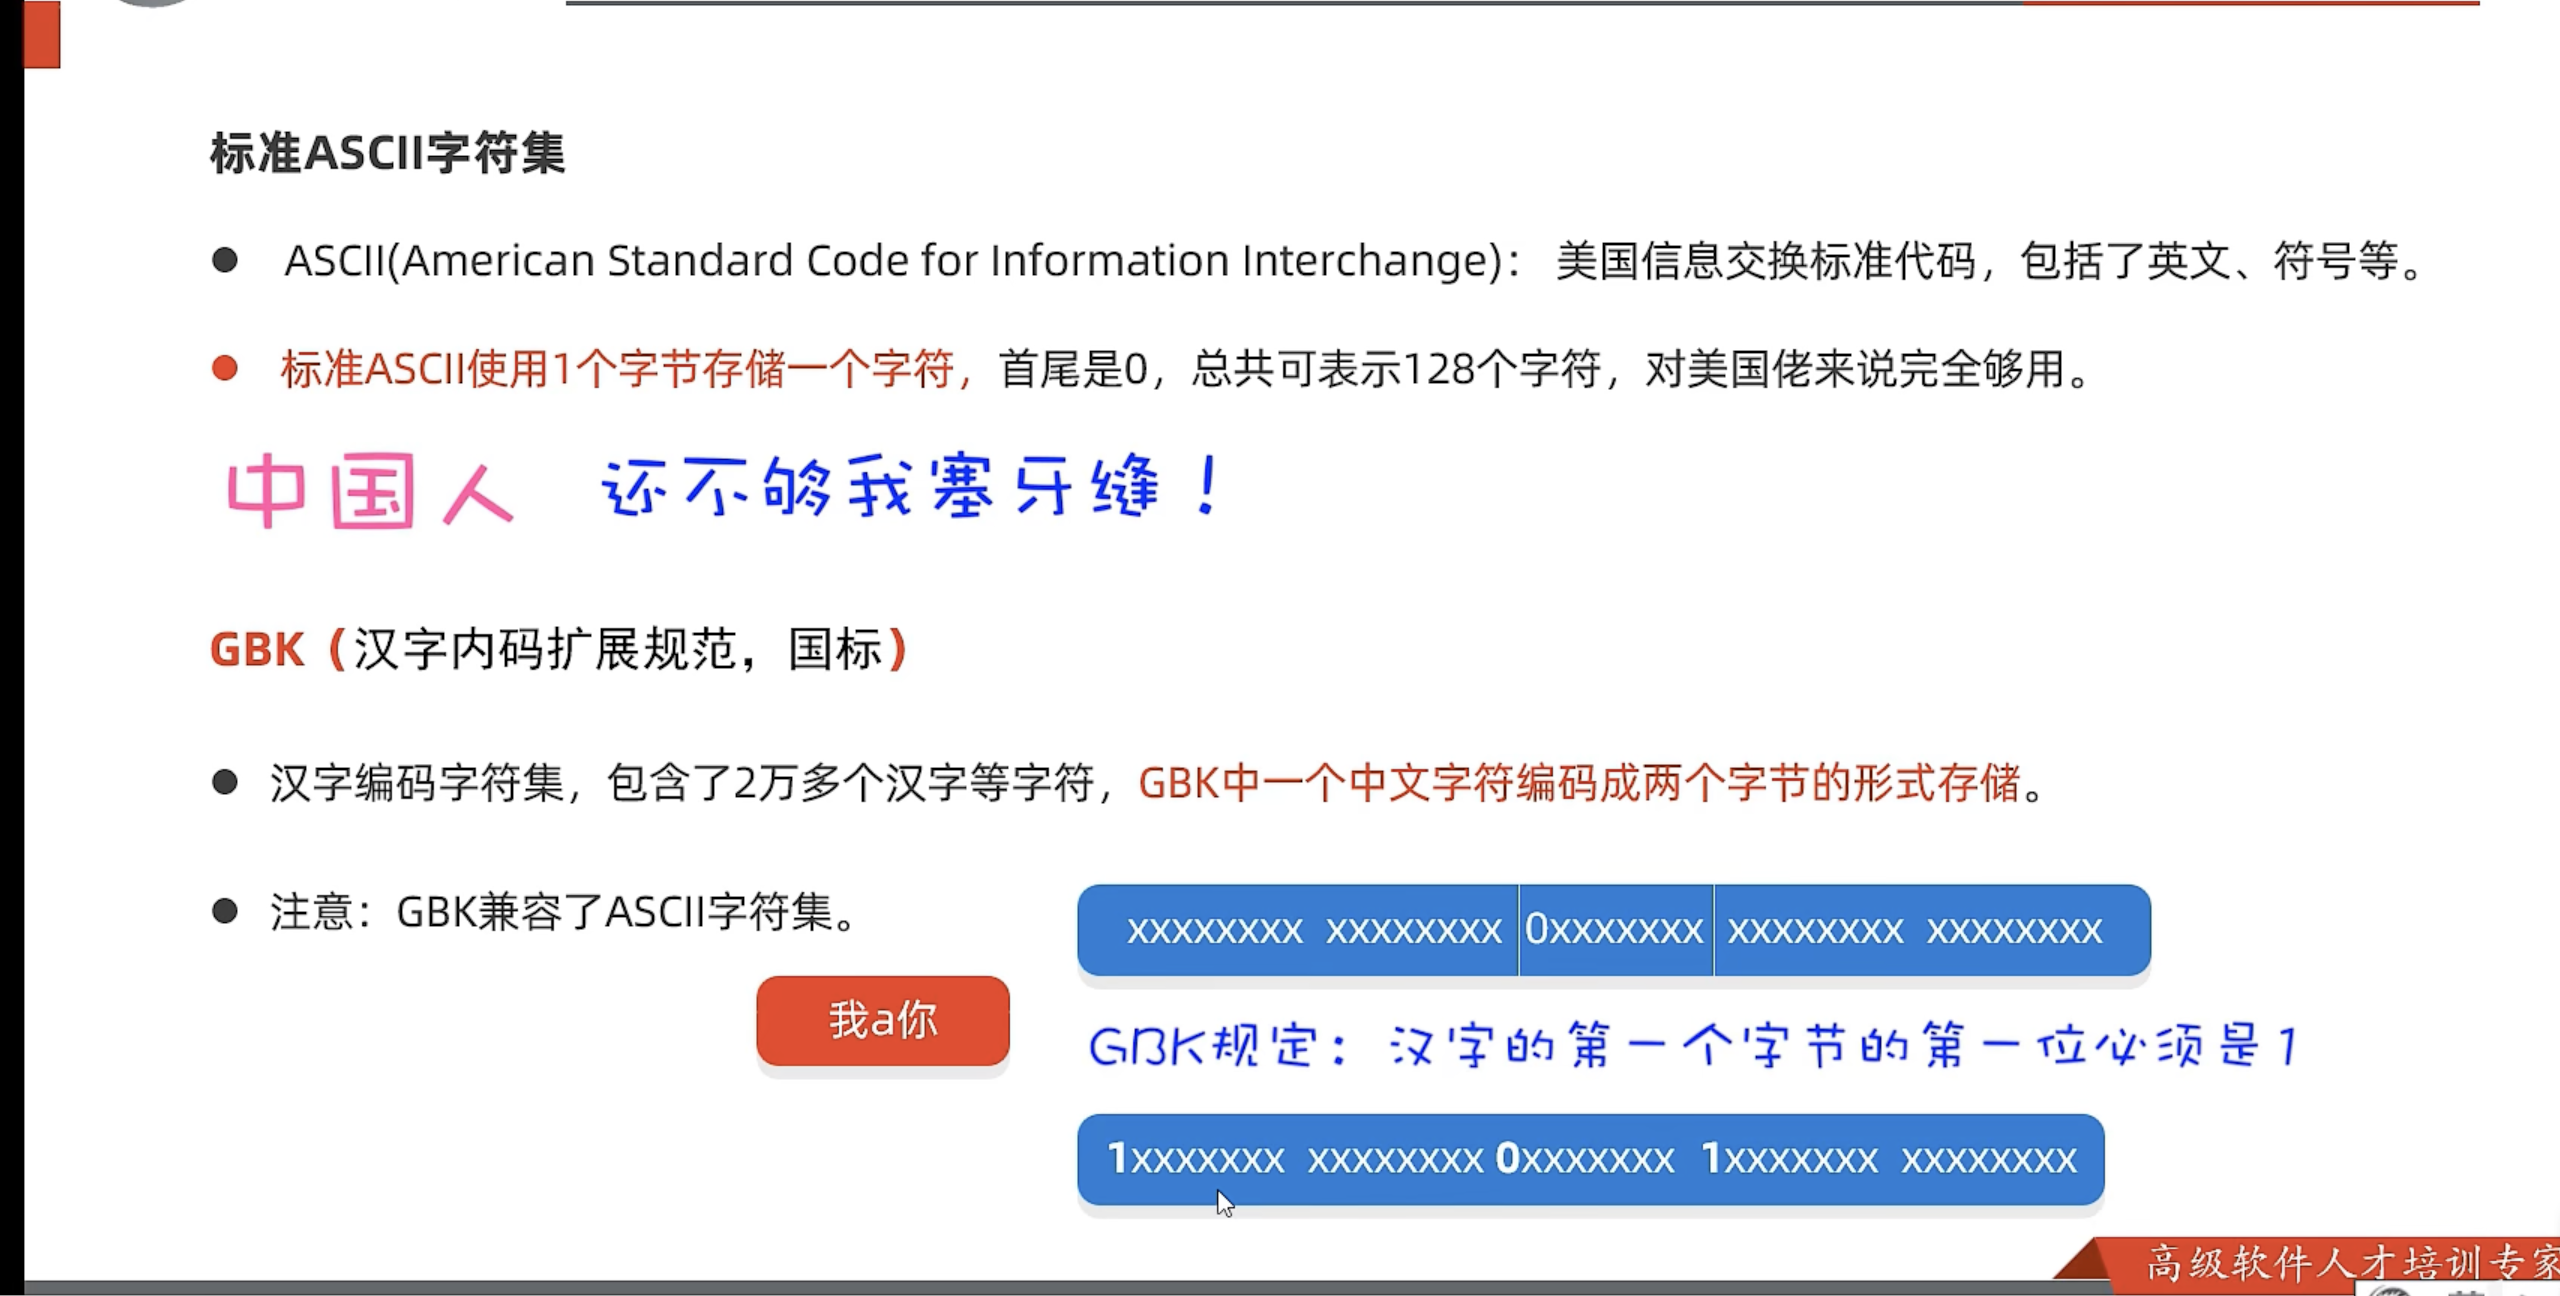 标准ASCII字符集
● ASCII(American Standard Code for Information Interchange)： 美国信息交换标准代码，包括了英文、符号等。
● 标准ASCII使用1个字节存储一个字符，首尾是0，总共可表示128个字符，对美国佬来说完全够用。
中国人 还不够我塞牙缝！
GBK（汉字内码扩展规范，国标）
● 汉字编码字符集，包含了2万多个汉字等字符，GBK中一个中文字符编码成两个字节的形式存储。
● 注意：GBK兼容了ASCII字符集。
xxxxxxxx xxxxxxxx 0xxxxxxx xxxxxxxx xxxxxxxx
我a你
GBK规定：汉字的第一个字节的第一位必须是1
1xxxxxxx xxxxxxxx 0xxxxxxx 1xxxxxxx xxxxxxxx
高级软件人才培训专家